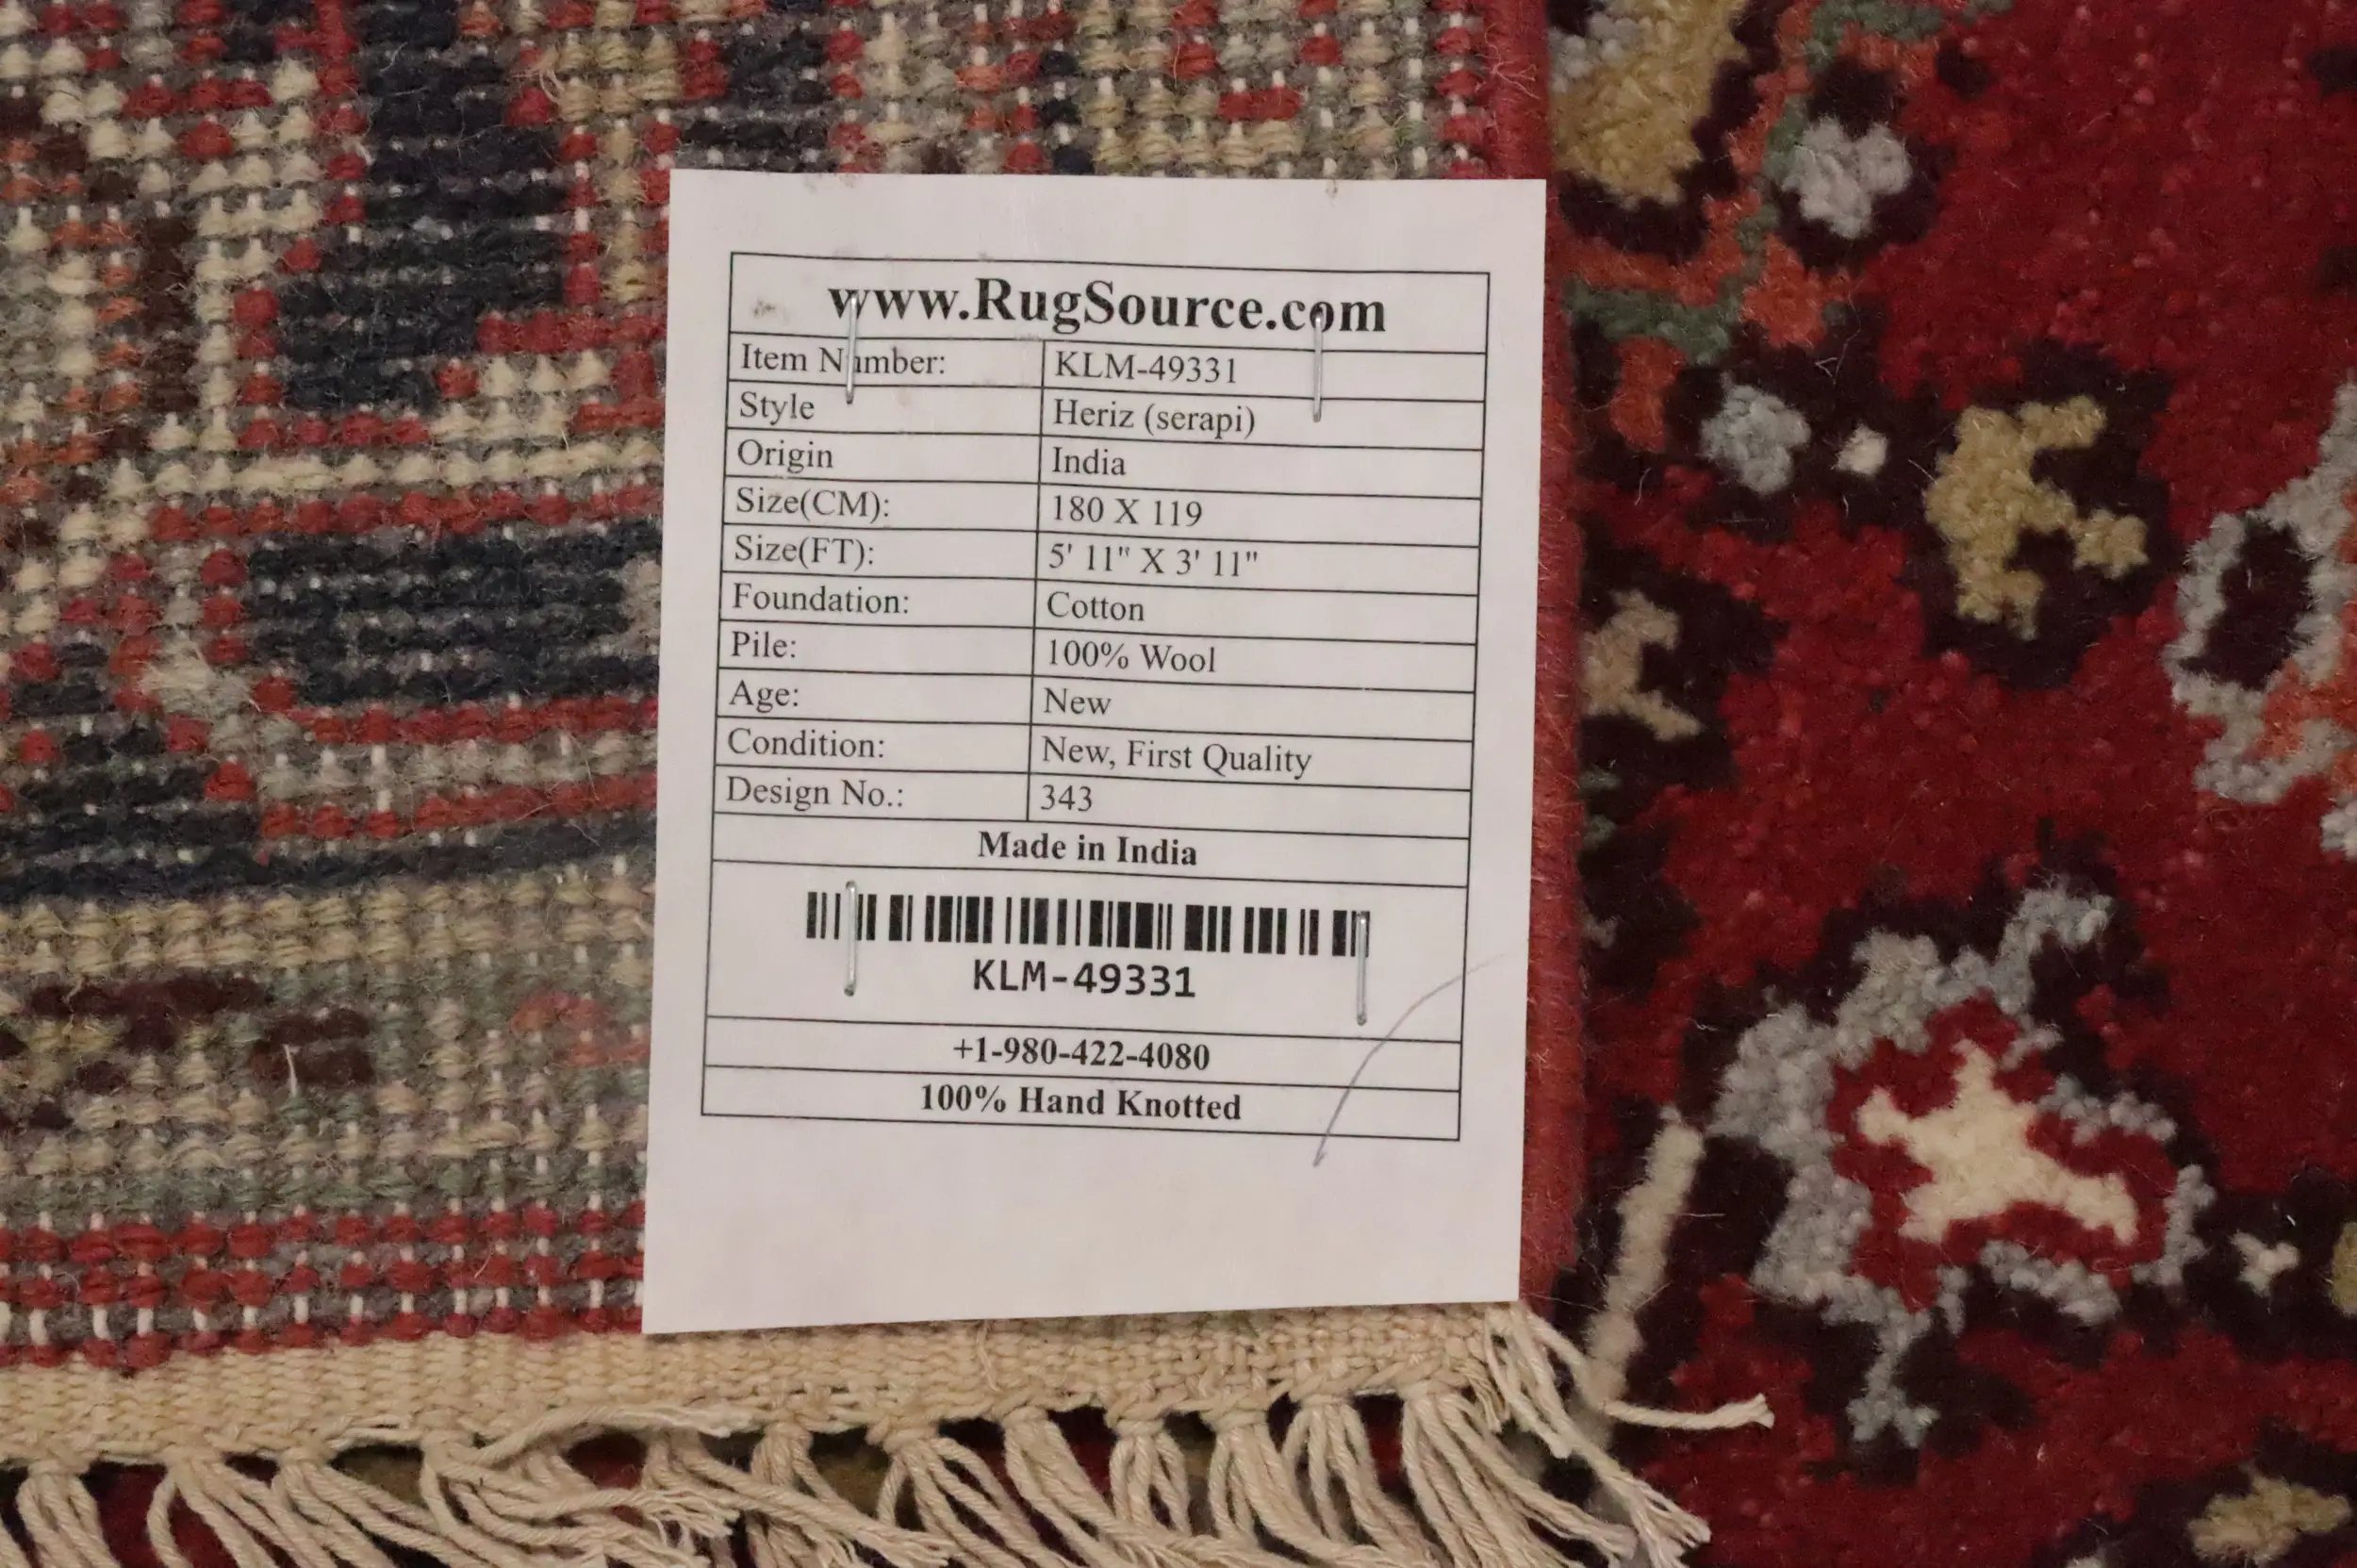 www.RugSource.com
Item Number: KLM-49331
Style Heriz (serapi)
Origin India
Size(CM): 180 X 119
Size(FT): 5' 11" X 3' 11"
Foundation: Cotton
Pile: 100% Wool
Age: New
Condition: New, First Quality
Design No.: 343
Made in India
KLM-49331
+1-980-422-4080
100% Hand Knotted